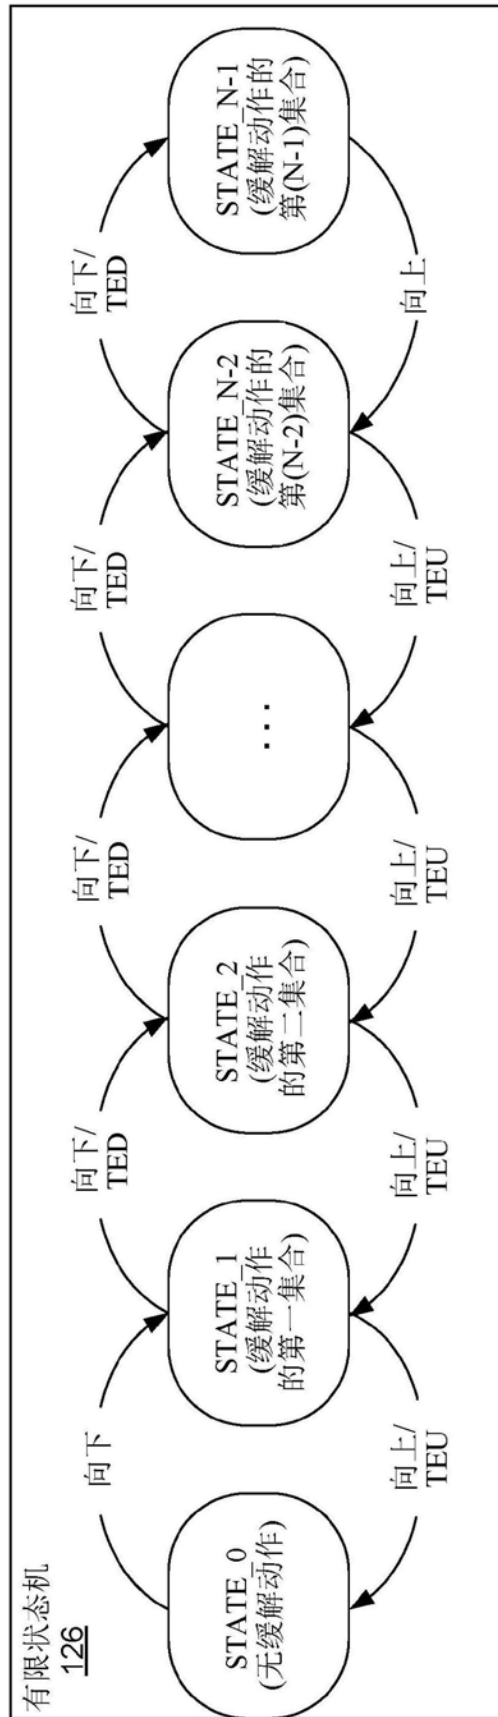 有限状态机
126
向下
向下/
TED
向下/
TED
向下/
TED
向下/
TED
向下/
TED
STATE_0
(无缓解动作)
STATE_1
(缓解动作
的第一集合)
STATE_2
(缓解动作
的第二集合)
...
STATE_N-2
(缓解动作的
第(N-2)集合)
STATE_N-1
(缓解动作的
第(N-1)集合)
向上/
TEU
向上/
TEU
向上/
TEU
向上/
TEU
向上